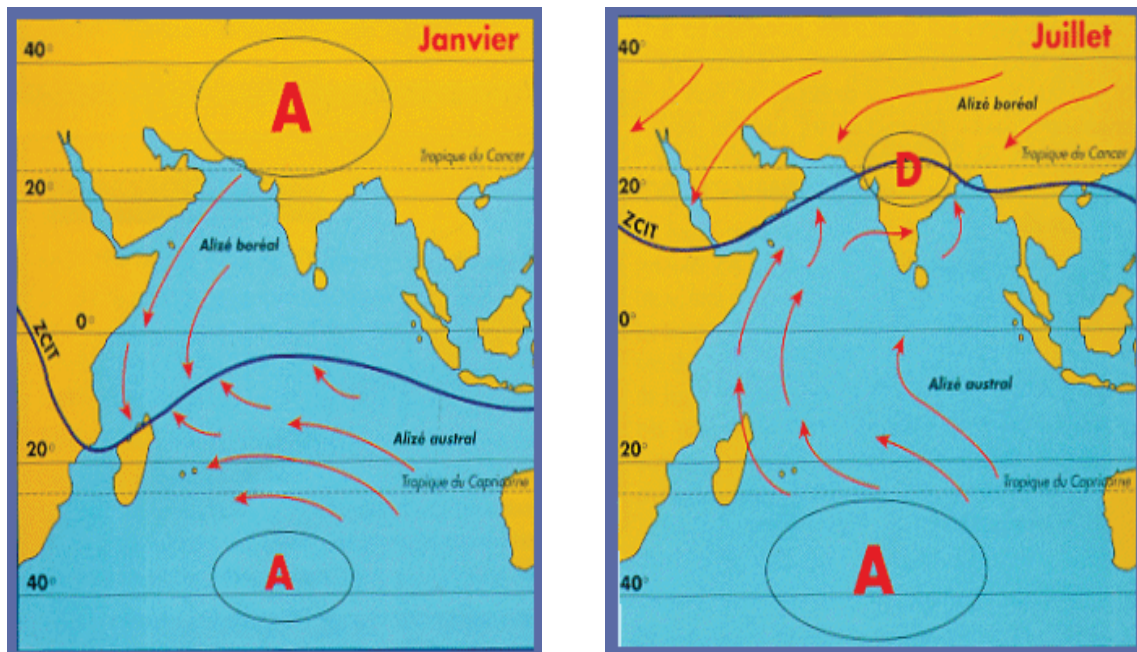 Janvier
40°
A
Tropique du Cancer
20°
Alizé boréal
0°
ZCIT
Alizé austral
20°
Tropique du Capricorne
A
40°
Juillet
40°
Alizé boréal
Tropique du Cancer
D
20°
ZCIT
0°
Alizé austral
20°
Tropique du Capricorne
A
40°